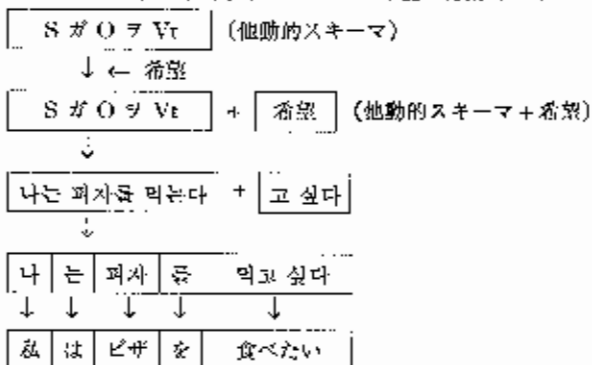 S ガ O ヲ Vt （他動的スキーマ）
↓ ← 希望
S ガ O ヲ Vt + 希望 （他動的スキーマ+希望）
↓
나는 피자를 먹는다 + 고 싶다
↓
나 는 피자 를 먹고 싶다
↓ ↓ ↓ ↓ ↓
私 は ピザ を 食べたい